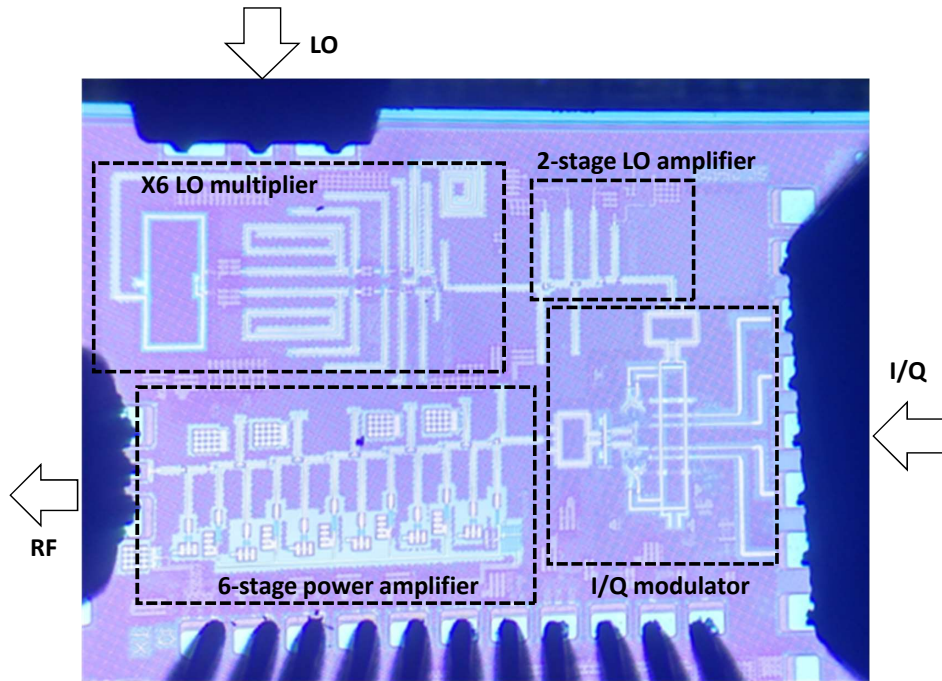 LO
2-stage LO amplifier
X6 LO multiplier
I/Q
RF
6-stage power amplifier
I/Q modulator